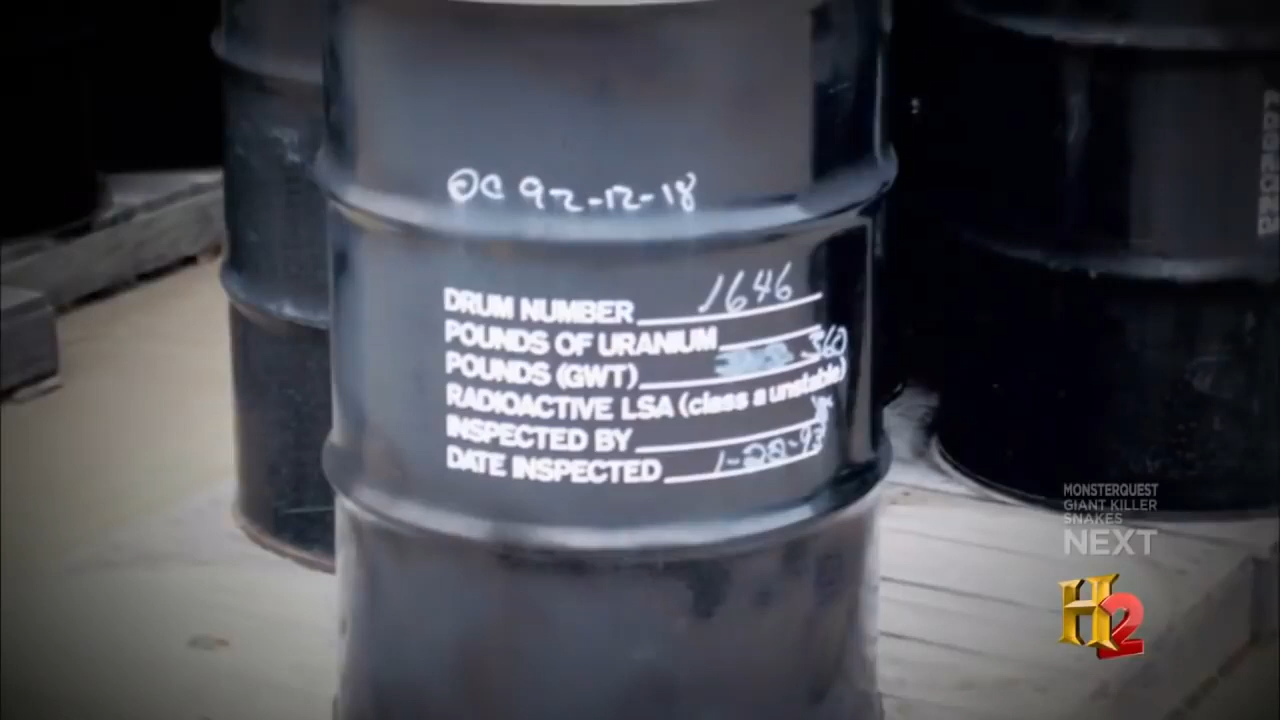 OC 92-12-18
DRUM NUMBER 1646
POUNDS OF URANIUM
POUNDS (GWT) 360
RADIOACTIVE LSA (class a unstable)
INSPECTED BY
DATE INSPECTED 1-28-93
MONSTERQUEST
GIANT KILLER
SNAKES
NEXT
H2